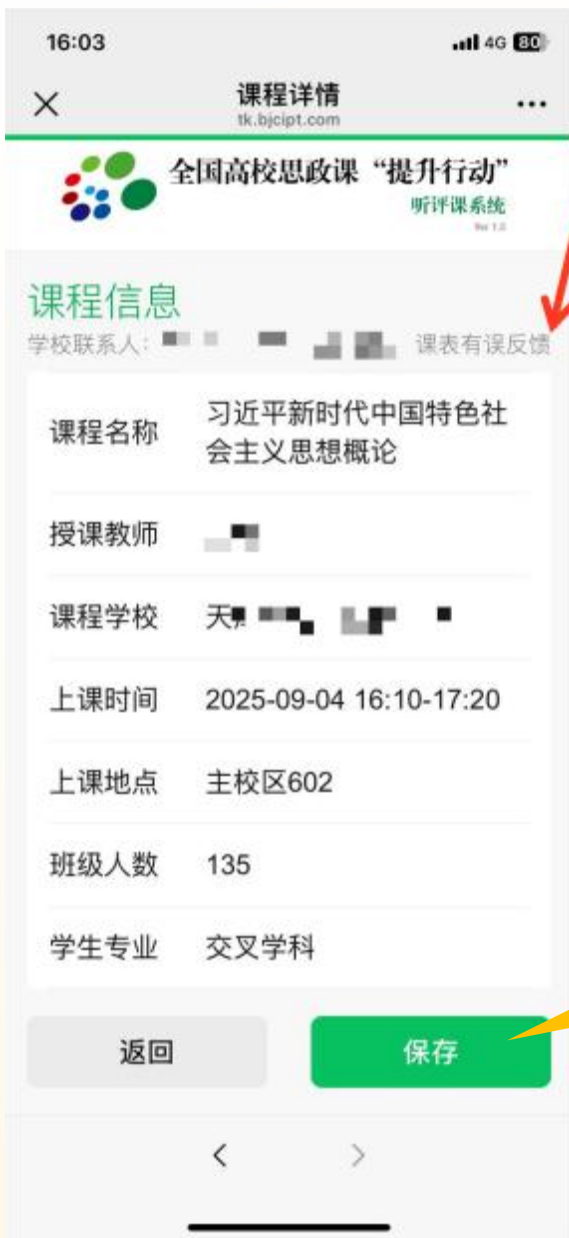 16:03
4G 80
课程详情
tk.bjcipt.com
全国高校思政课“提升行动”
听评课系统
Ver 1.0
课程信息
学校联系人: 课表有误反馈
课程名称 习近平新时代中国特色社
会主义思想概论
授课教师
课程学校 天
上课时间 2025-09-04 16:10-17:20
上课地点 主校区602
班级人数 135
学生专业 交叉学科
返回 保存